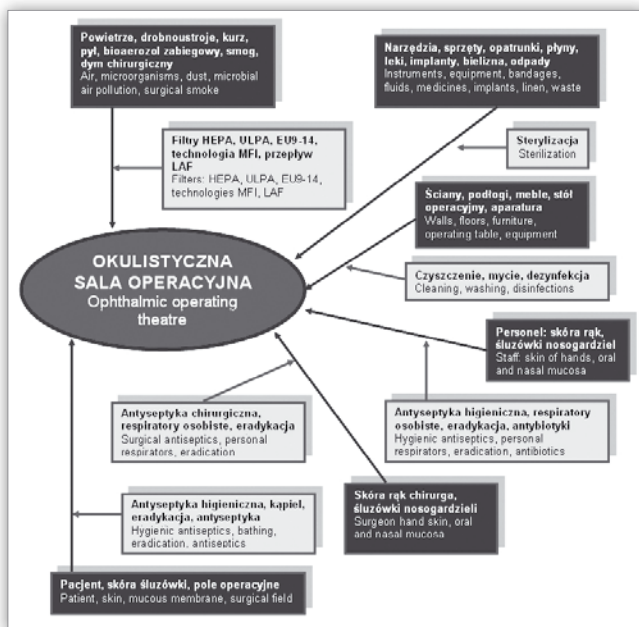 Powietrze, drobnoustroje, kurz,
pył, bioaerozol zabiegowy, smog,
dym chirurgiczny
Air, microorganisms, dust, microbial
air pollution, surgical smoke
Narzędzia, sprzęty, opatrunki, płyny,
leki, implanty, bielizna, odpady
Instruments, equipment, bandages,
fluids, medicines, implants, linen, waste
Filtry HEPA, ULPA, EU9-14,
technologia MFI, przepływ
LAF
Filters: HEPA, ULPA, EU9-14,
technologies MFI, LAF
Sterylizacja
Sterilization
Ściany, podłogi, meble, stół
operacyjny, aparatura
Walls, floors, furniture,
operating table, equipment
OKULISTYCZNA
SALA OPERACYJNA
Ophthalmic operating
theatre
Czyszczenie, mycie, dezynfekcja
Cleaning, washing, disinfections
Personel: skóra rąk,
śluzówki nosogardziel
Staff: skin of hands, oral
and nasal mucosa
Antyseptyka chirurgiczna,
respiratory osobiste, eradykacja
Surgical antiseptics, personal
respirators, eradication
Antyseptyka higieniczna, respiratory
osobiste, eradykacja, antybiotyki
Hygienic antiseptics, personal
respirators, eradication, antibiotics
Antyseptyka higieniczna, kąpiel,
eradykacja, antyseptyka
Hygienic antiseptics, bathing,
eradication, antiseptics
Skóra rąk chirurga,
śluzówki nosogardzieli
Surgeon hand skin, oral
and nasal mucosa
Pacjent, skóra śluzówki, pole operacyjne
Patient, skin, mucous membrane, surgical field